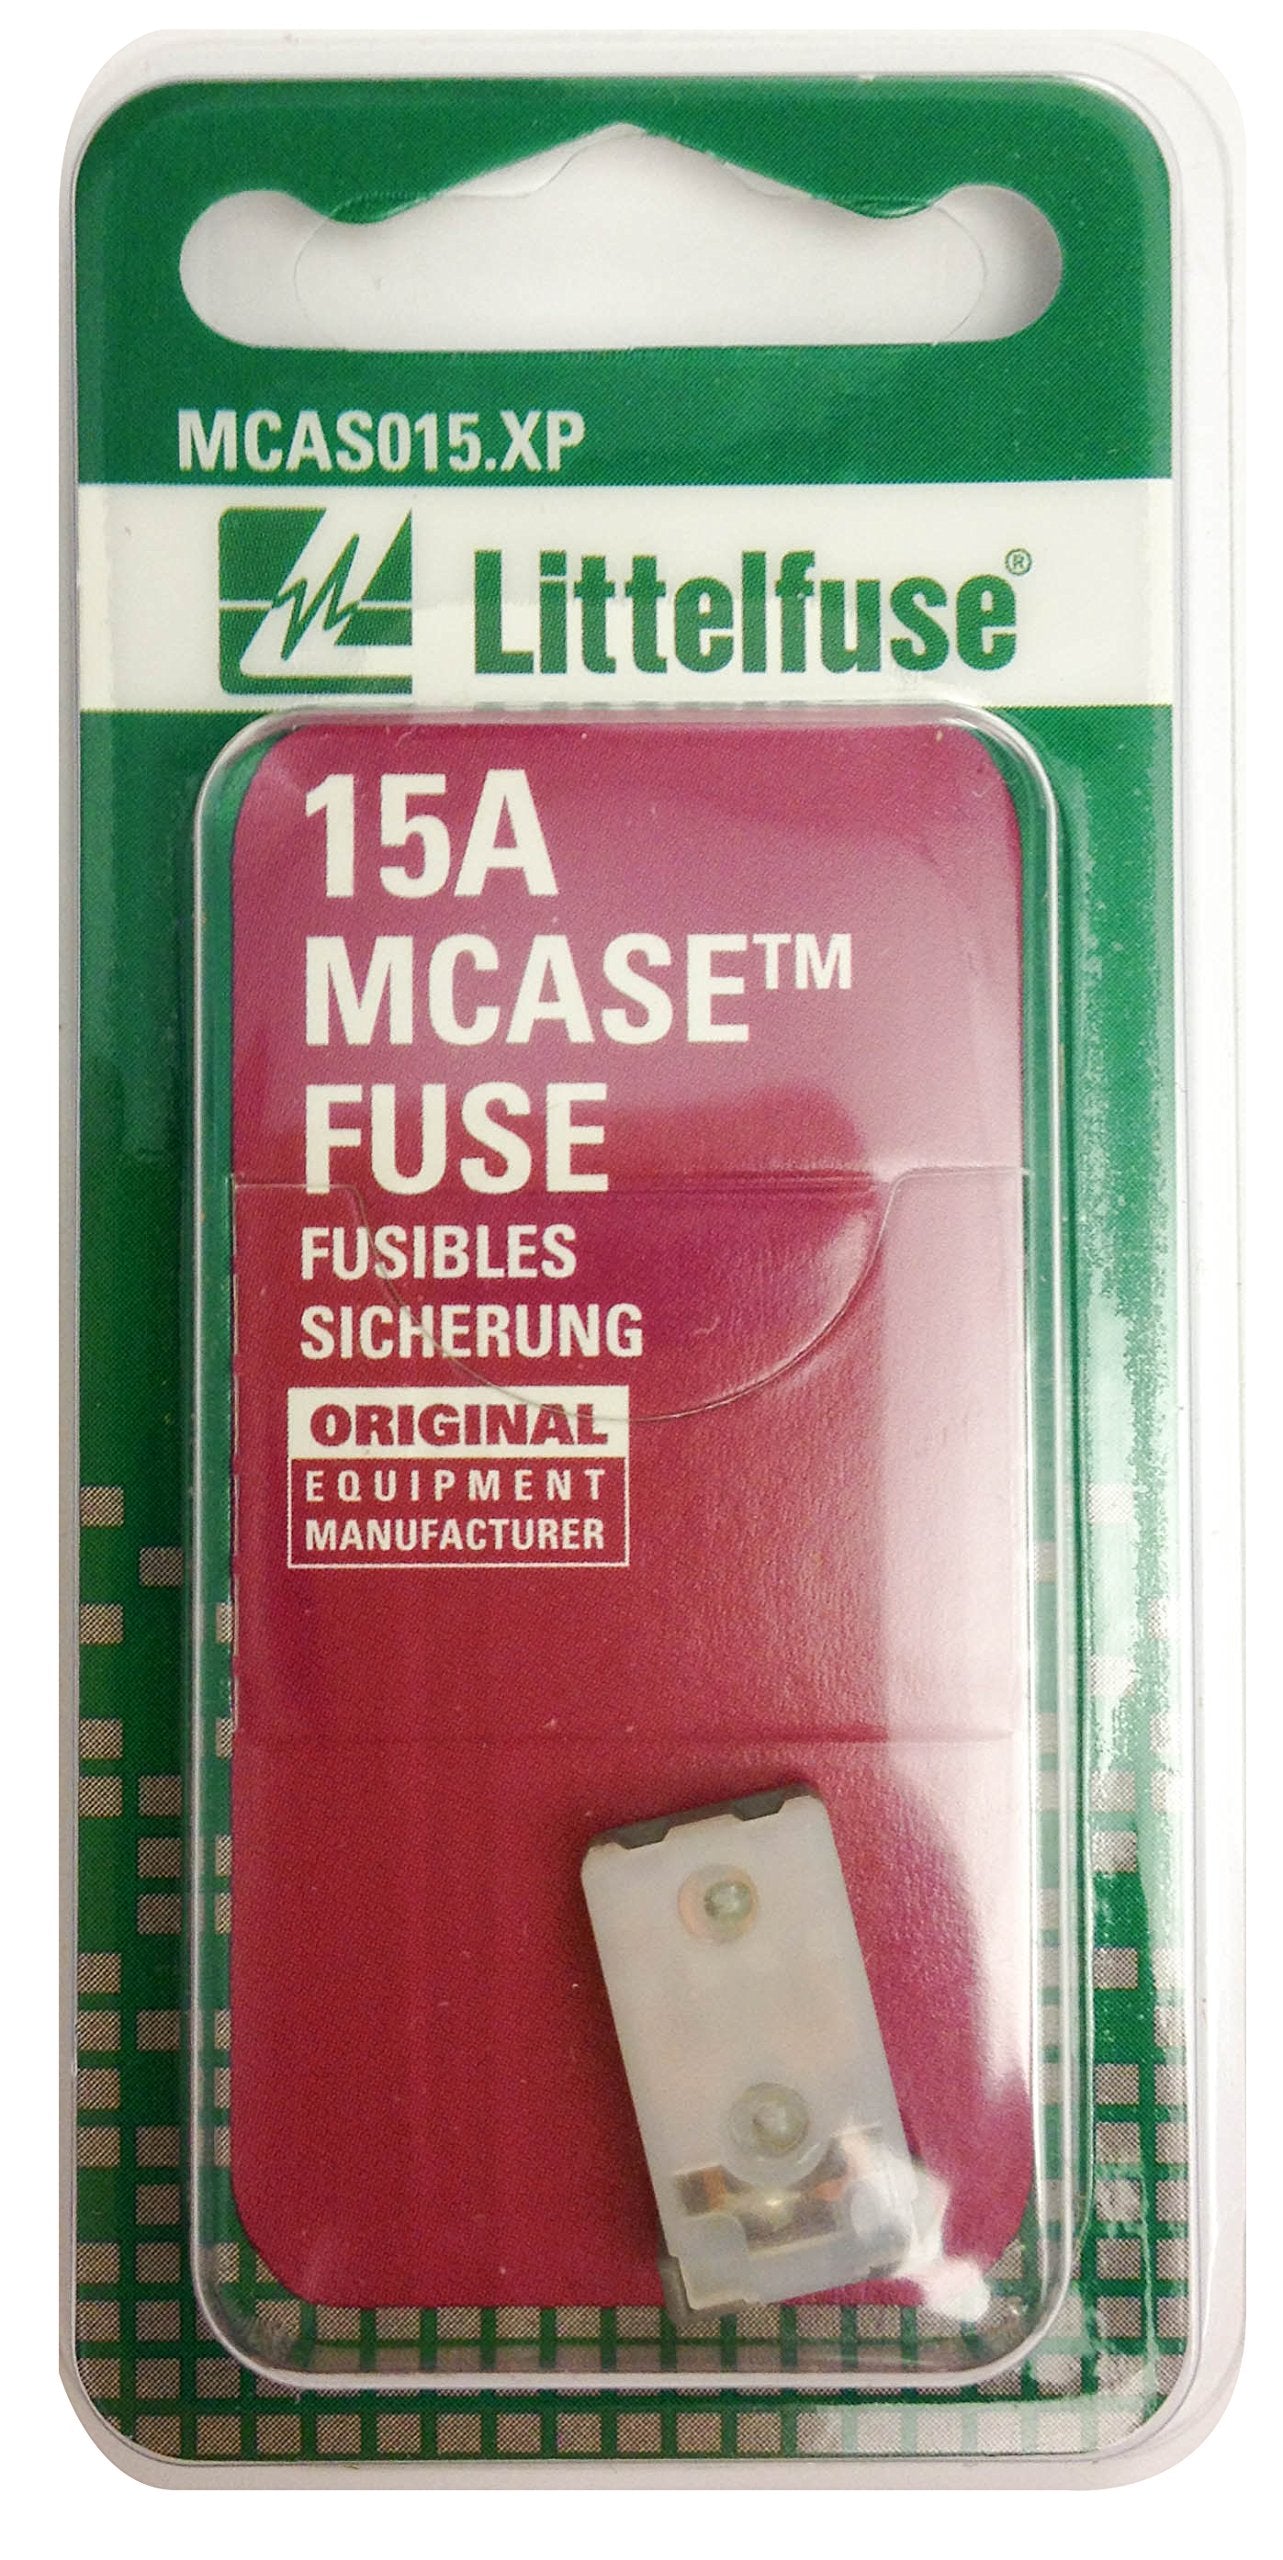 MCAS015.XP
Littelfuse®
15A
MCASE™
FUSE
FUSIBLES
SICHERUNG
ORIGINAL
EQUIPMENT
MANUFACTURER